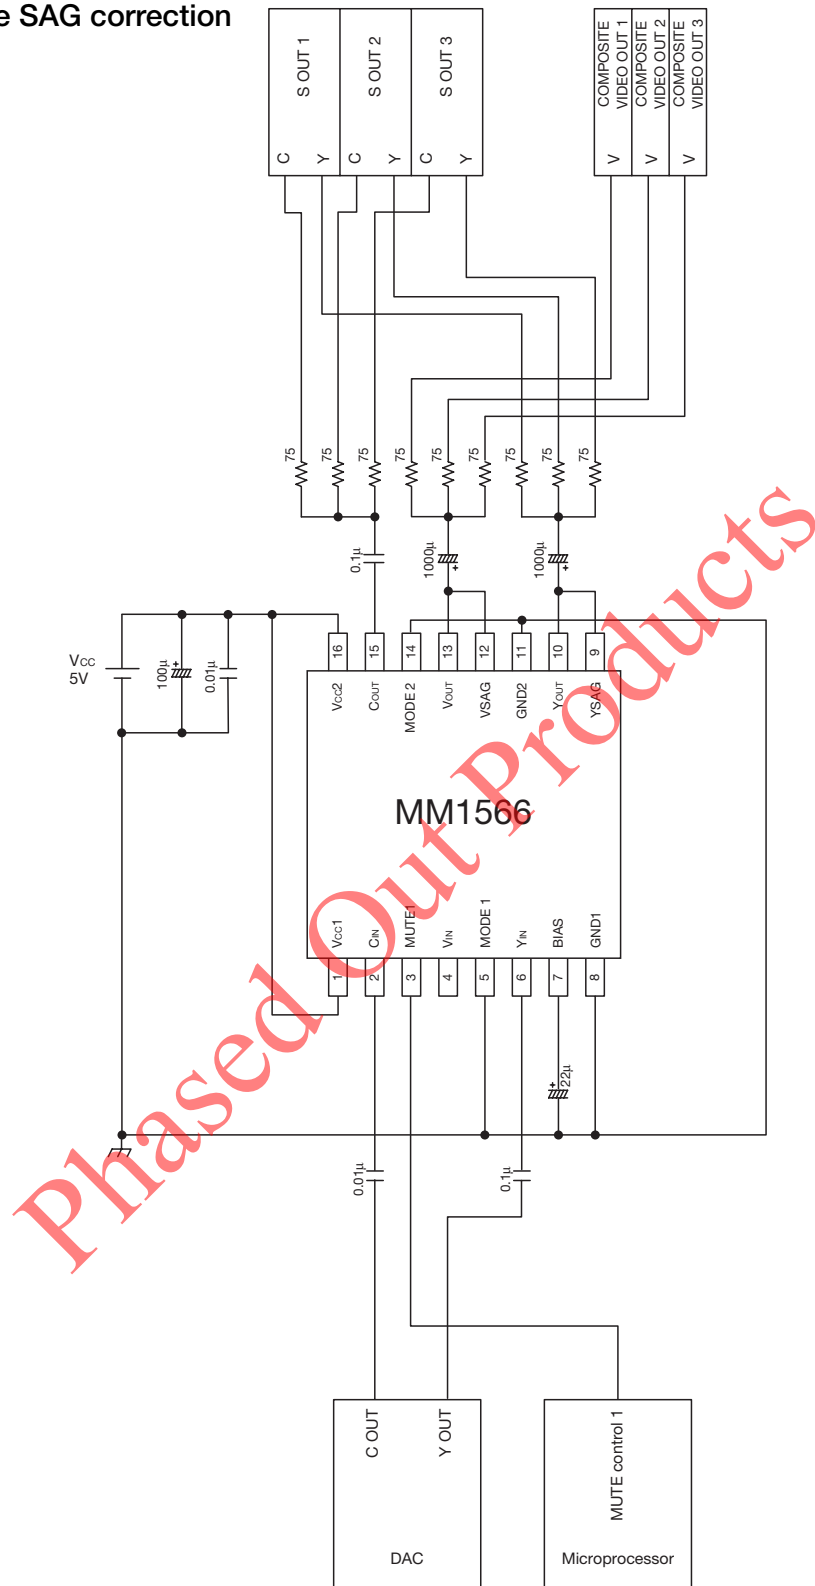 e SAG correction
S OUT 1
S OUT 2
S OUT 3
COMPOSITE
VIDEO OUT 1
COMPOSITE
VIDEO OUT 2
COMPOSITE
VIDEO OUT 3
C
Y
C
Y
C
Y
V
V
V
75
75
75
75
75
75
75
75
75
0.1μ
1000μ
+
1000μ
+
VCC
5V
100μ
+
0.01μ
16
15
14
13
12
11
10
9
VCC2
COUT
MODE 2
VOUT
VSAG
GND2
YOUT
YSAG
MM1566
VCC1
CIN
MUTE1
VIN
MODE 1
YIN
BIAS
GND1
1
2
3
4
5
6
7
8
+
22μ
0.01μ
0.1μ
C OUT
Y OUT
DAC
MUTE control 1
Microprocessor
Phased Out Products